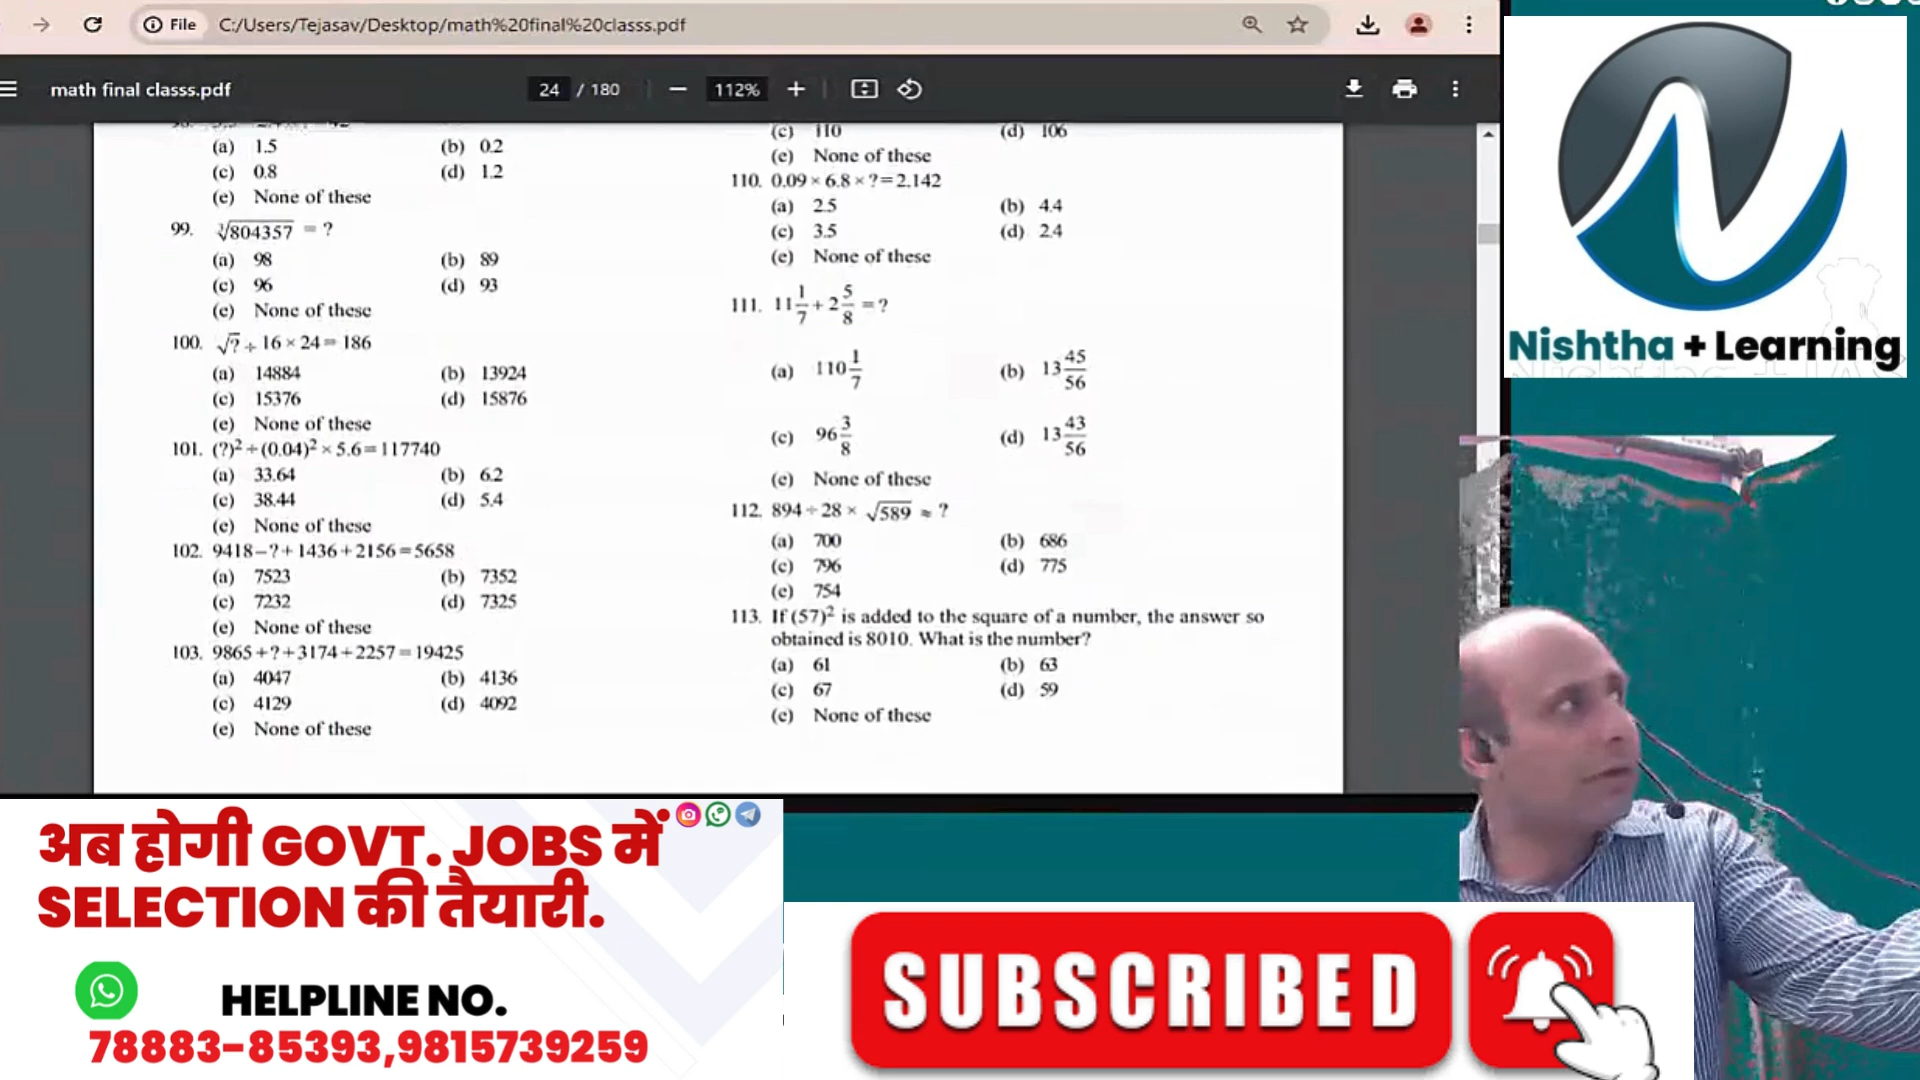 File C:/Users/Tejasav/Desktop/math%20final%20classs.pdf
math final classs.pdf 24 / 180 112%
(a) 1.5 (b) 0.2
(c) 0.8 (d) 1.2
(e) None of these
99. ∛804357 = ?
(a) 98 (b) 89
(c) 96 (d) 93
(e) None of these
100. √? ÷ 16 × 24 = 186
(a) 14884 (b) 13924
(c) 15376 (d) 15876
(e) None of these
101. (?)² ÷ (0.04)² × 5.6 = 117740
(a) 33.64 (b) 6.2
(c) 38.44 (d) 5.4
(e) None of these
102. 9418 – ? + 1436 + 2156 = 5658
(a) 7523 (b) 7352
(c) 7232 (d) 7325
(e) None of these
103. 9865 + ? + 3174 + 2257 = 19425
(a) 4047 (b) 4136
(c) 4129 (d) 4092
(e) None of these
(c) 110 (d) 106
(e) None of these
110. 0.09 × 6.8 × ? = 2.142
(a) 2.5 (b) 4.4
(c) 3.5 (d) 2.4
(e) None of these
111. 11 1/7 + 2 5/8 = ?
(a) 110 1/7 (b) 13 45/56
(c) 96 3/8 (d) 13 43/56
(e) None of these
112. 894 ÷ 28 × √589 ≈ ?
(a) 700 (b) 686
(c) 796 (d) 775
(e) 754
113. If (57)² is added to the square of a number, the answer so
obtained is 8010. What is the number?
(a) 61 (b) 63
(c) 67 (d) 59
(e) None of these
Nishtha + Learning
अब होगी GOVT. JOBS में
SELECTION की तैयारी.
HELPLINE NO.
78883-85393,9815739259
SUBSCRIBED